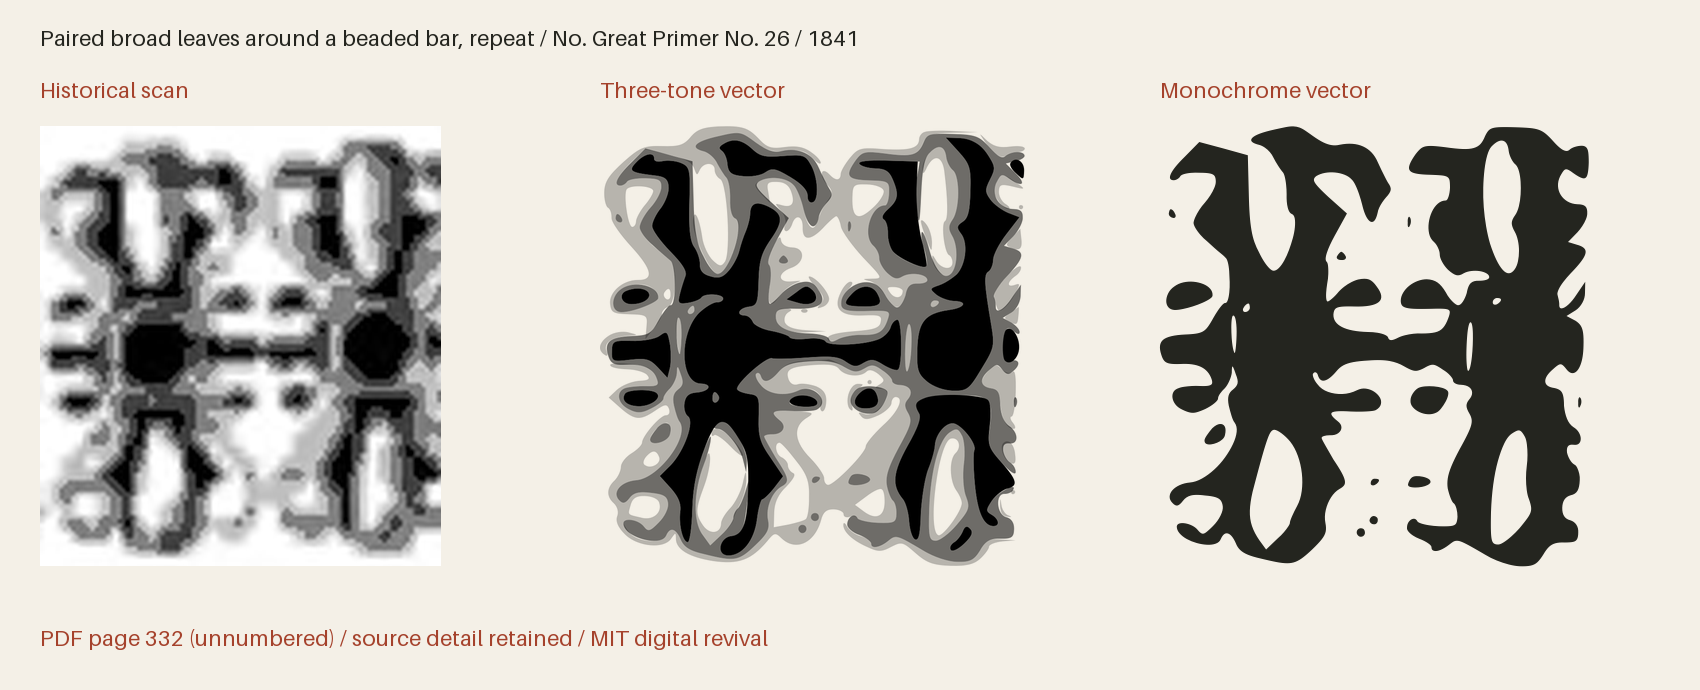 Paired broad leaves around a beaded bar, repeat / No. Great Primer No. 26 / 1841
Historical scan
Three-tone vector
Monochrome vector
PDF page 332 (unnumbered) / source detail retained / MIT digital revival